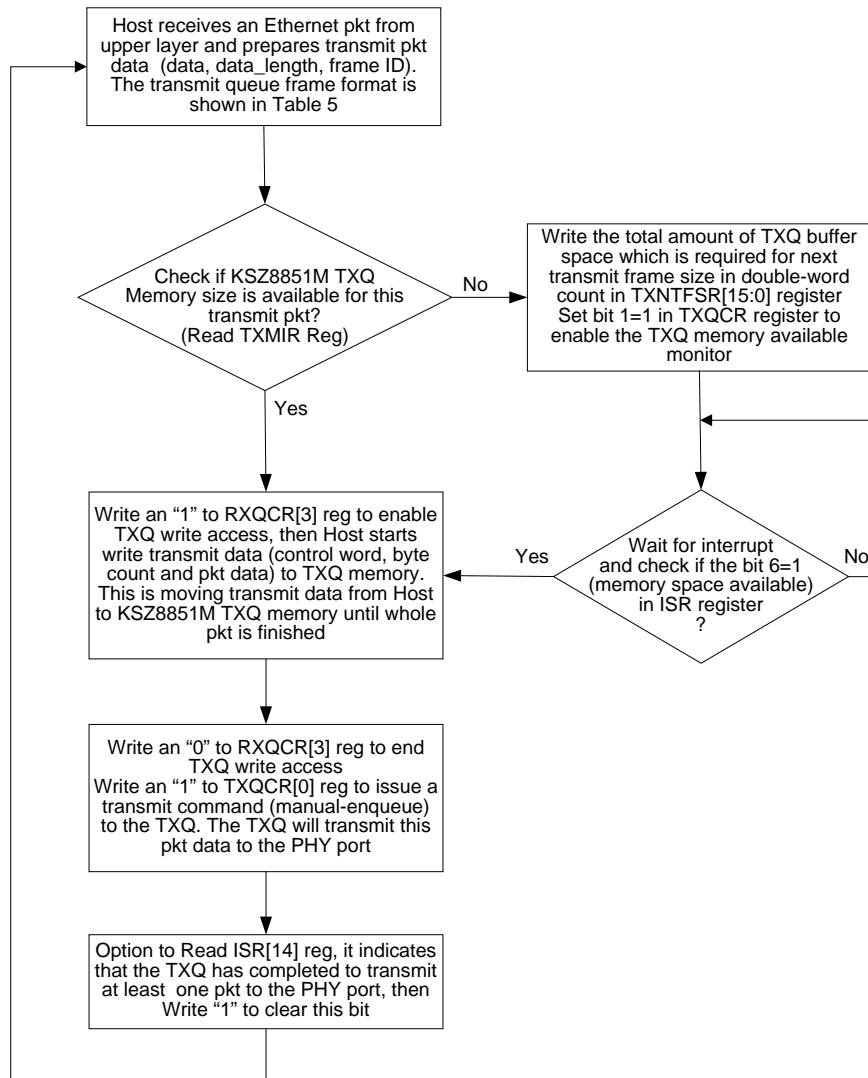 Host receives an Ethernet pkt from
upper layer and prepares transmit pkt
data (data, data_length, frame ID).
The transmit queue frame format is
shown in Table 5
Check if KSZ8851M TXQ
Memory size is available for this
transmit pkt?
(Read TXMIR Reg)
No
Yes
Write the total amount of TXQ buffer
space which is required for next
transmit frame size in double-word
count in TXNTFSR[15:0] register
Set bit 1=1 in TXQCR register to
enable the TXQ memory available
monitor
Wait for interrupt
and check if the bit 6=1
(memory space available)
in ISR register
?
Yes
No
Write an “1” to RXQCR[3] reg to enable
TXQ write access, then Host starts
write transmit data (control word, byte
count and pkt data) to TXQ memory.
This is moving transmit data from Host
to KSZ8851M TXQ memory until whole
pkt is finished
Write an “0” to RXQCR[3] reg to end
TXQ write access
Write an “1” to TXQCR[0] reg to issue a
transmit command (manual-enqueue)
to the TXQ. The TXQ will transmit this
pkt data to the PHY port
Option to Read ISR[14] reg, it indicates
that the TXQ has completed to transmit
at least one pkt to the PHY port, then
Write “1” to clear this bit